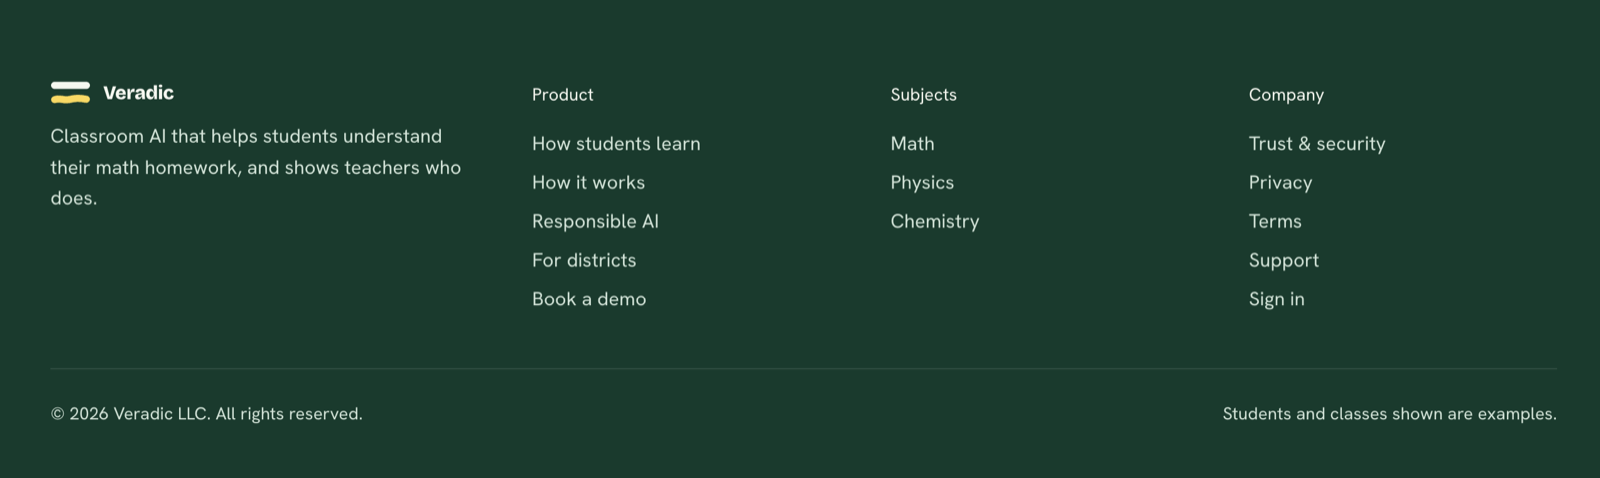 Veradic
Classroom AI that helps students understand
their math homework, and shows teachers who
does.
Product
How students learn
How it works
Responsible AI
For districts
Book a demo
Subjects
Math
Physics
Chemistry
Company
Trust & security
Privacy
Terms
Support
Sign in
© 2026 Veradic LLC. All rights reserved.
Students and classes shown are examples.